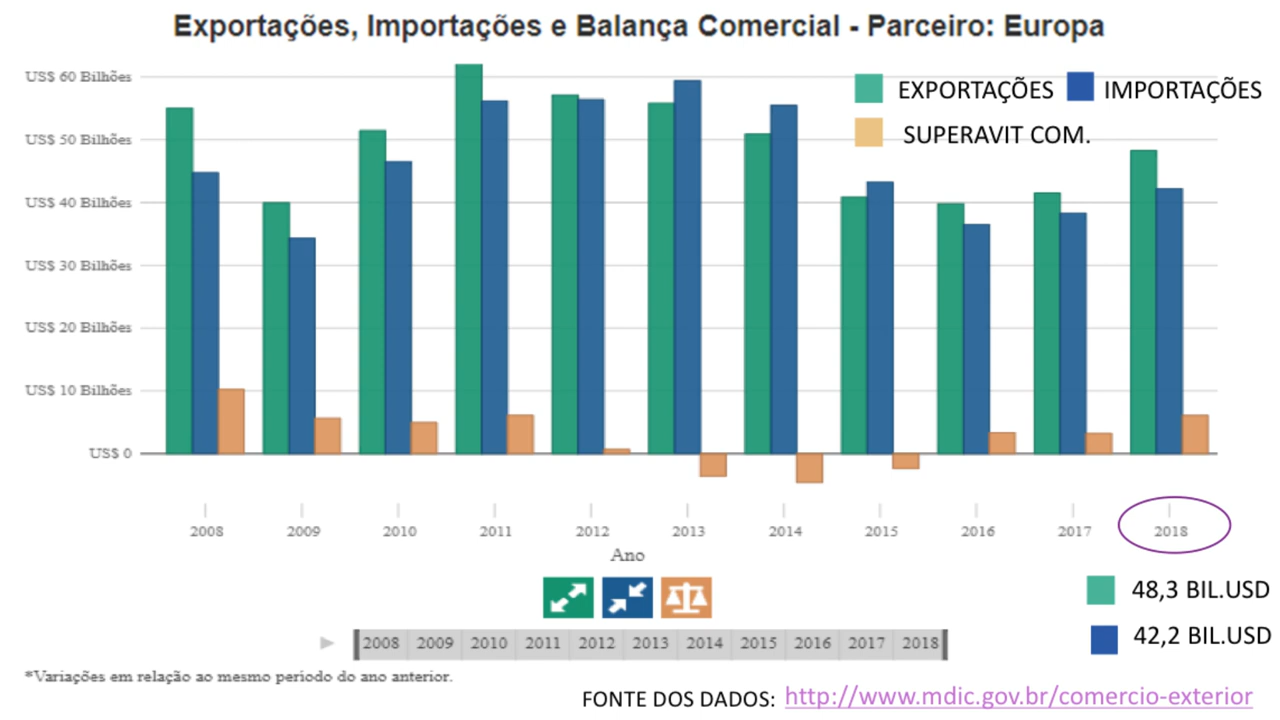 Exportações, Importações e Balança Comercial - Parceiro: Europa
US$ 60 Bilhões
EXPORTAÇÕES IMPORTAÇÕES
SUPERAVIT COM.
US$ 50 Bilhões
US$ 40 Bilhões
US$ 30 Bilhões
US$ 20 Bilhões
US$ 10 Bilhões
US$ 0
2008 2009 2010 2011 2012 2013 2014 2015 2016 2017 2018
Ano
48,3 BIL.USD
42,2 BIL.USD
2008 2009 2010 2011 2012 2013 2014 2015 2016 2017 2018
*Variações em relação ao mesmo período do ano anterior.
FONTE DOS DADOS: http://www.mdic.gov.br/comercio-exterior